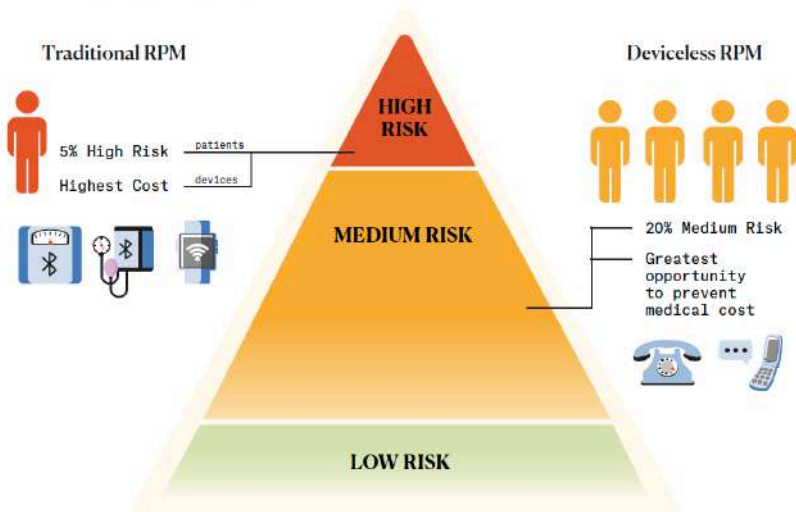 Traditional RPM
5% High Risk
patients
Highest Cost
devices
HIGH
RISK
MEDIUM RISK
LOW RISK
Deviceless RPM
20% Medium Risk
Greatest
opportunity
to prevent
medical cost